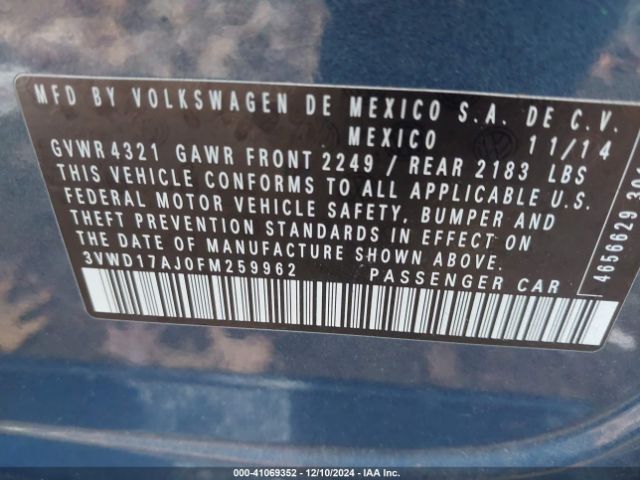 MFD BY VOLKSWAGEN DE MEXICO S.A. DE C.V.
MEXICO 11/14
GVWR 4321 GAWR FRONT 2249 / REAR 2183 LBS
THIS VEHICLE CONFORMS TO ALL APPLICABLE U.S.
FEDERAL MOTOR VEHICLE SAFETY, BUMPER AND
THEFT PREVENTION STANDARDS IN EFFECT ON
THE DATE OF MANUFACTURE SHOWN ABOVE.
3VWD17AJ0FM259962 PASSENGER CAR
4656629
000-41069352 - 12/10/2024 - IAA Inc.